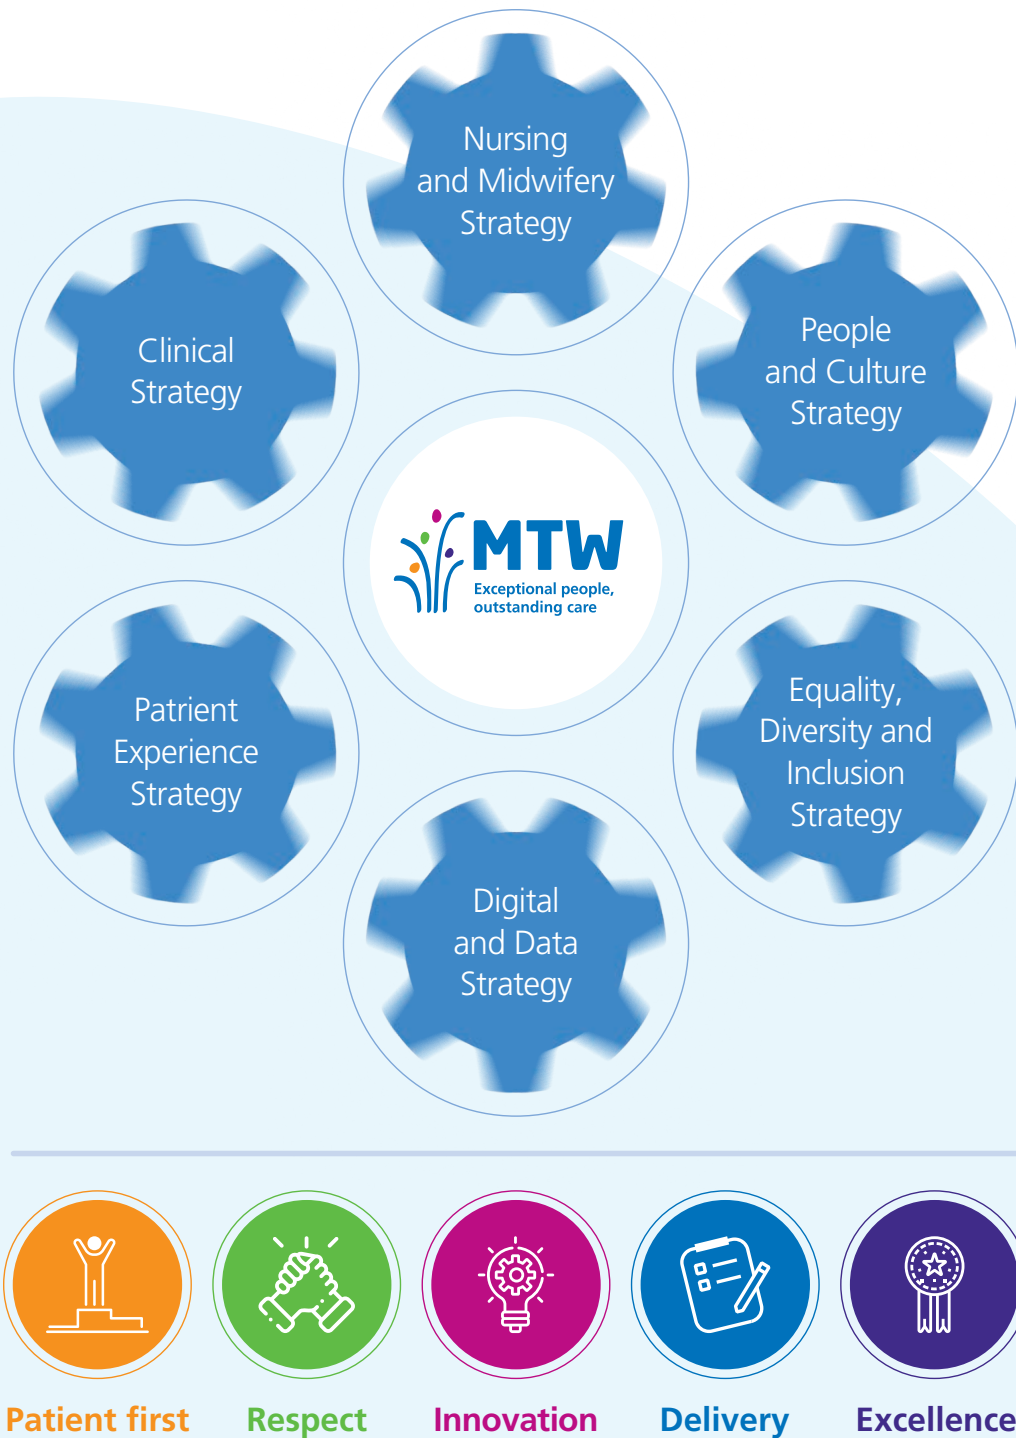 Nursing
and Midwifery
Strategy
Clinical
Strategy
People
and Culture
Strategy
MTW
Exceptional people,
outstanding care
Patrient
Experience
Strategy
Equality,
Diversity and
Inclusion
Strategy
Digital
and Data
Strategy
Patient first
Respect
Innovation
Delivery
Excellence